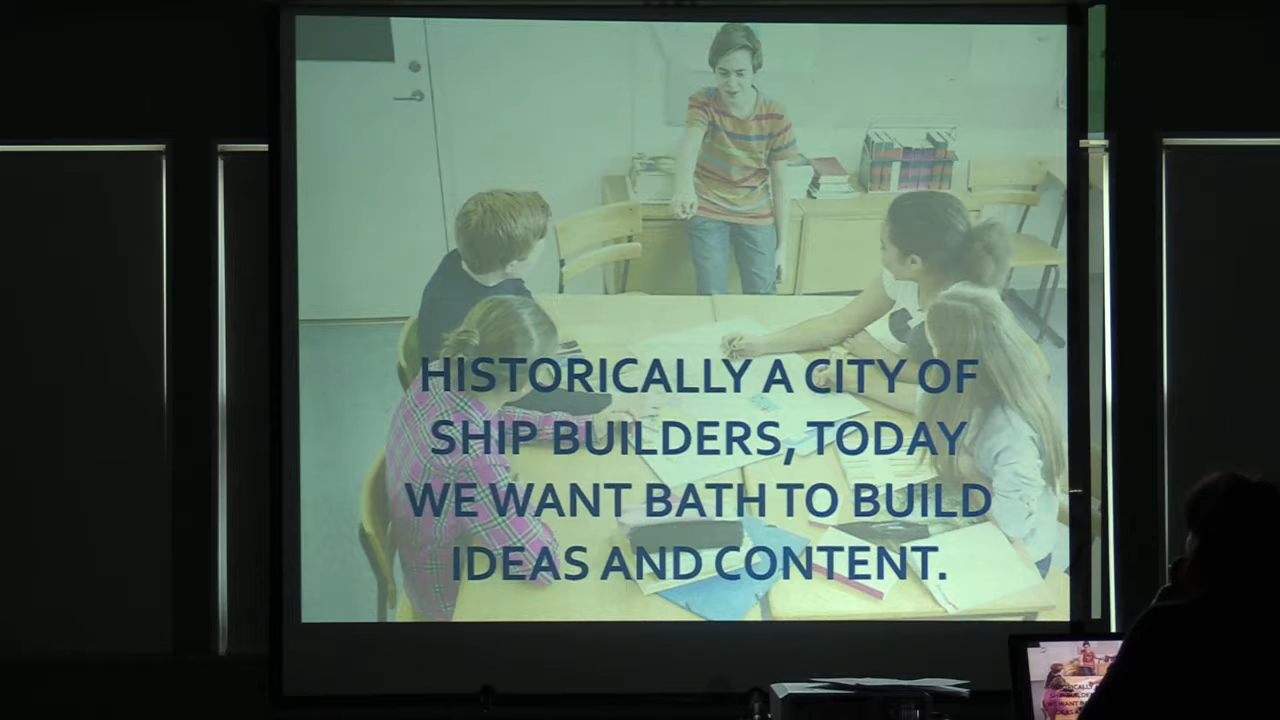 HISTORICALLY A CITY OF
SHIP BUILDERS, TODAY
WE WANT BATH TO BUILD
IDEAS AND CONTENT.